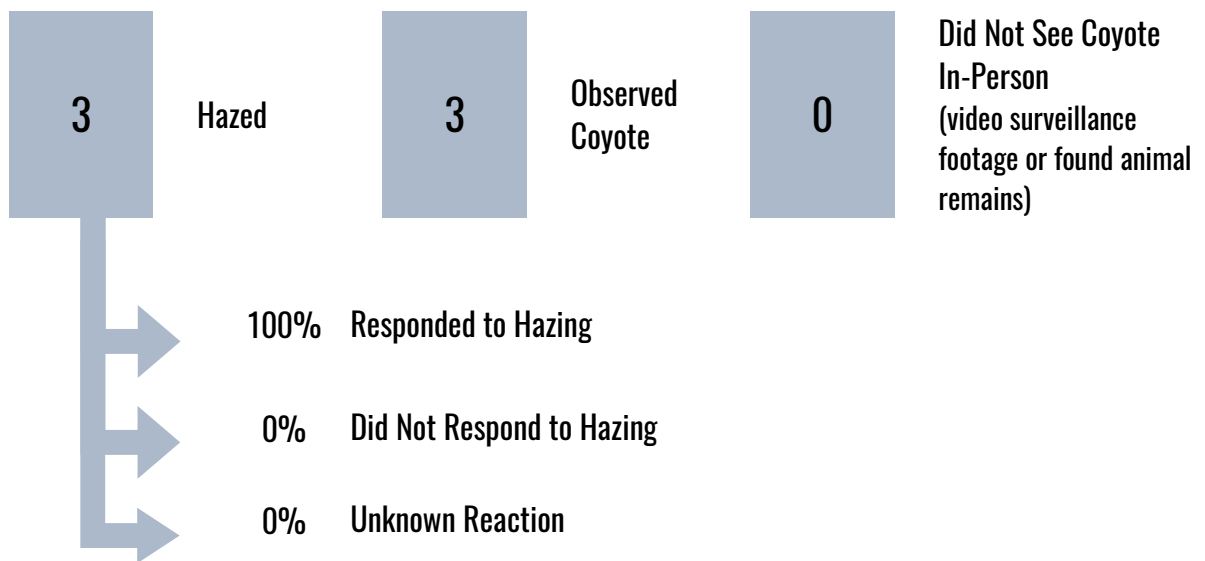 3
Hazed
3
Observed
Coyote
0
Did Not See Coyote
In-Person
(video surveillance
footage or found animal
remains)
100% Responded to Hazing
0% Did Not Respond to Hazing
0% Unknown Reaction